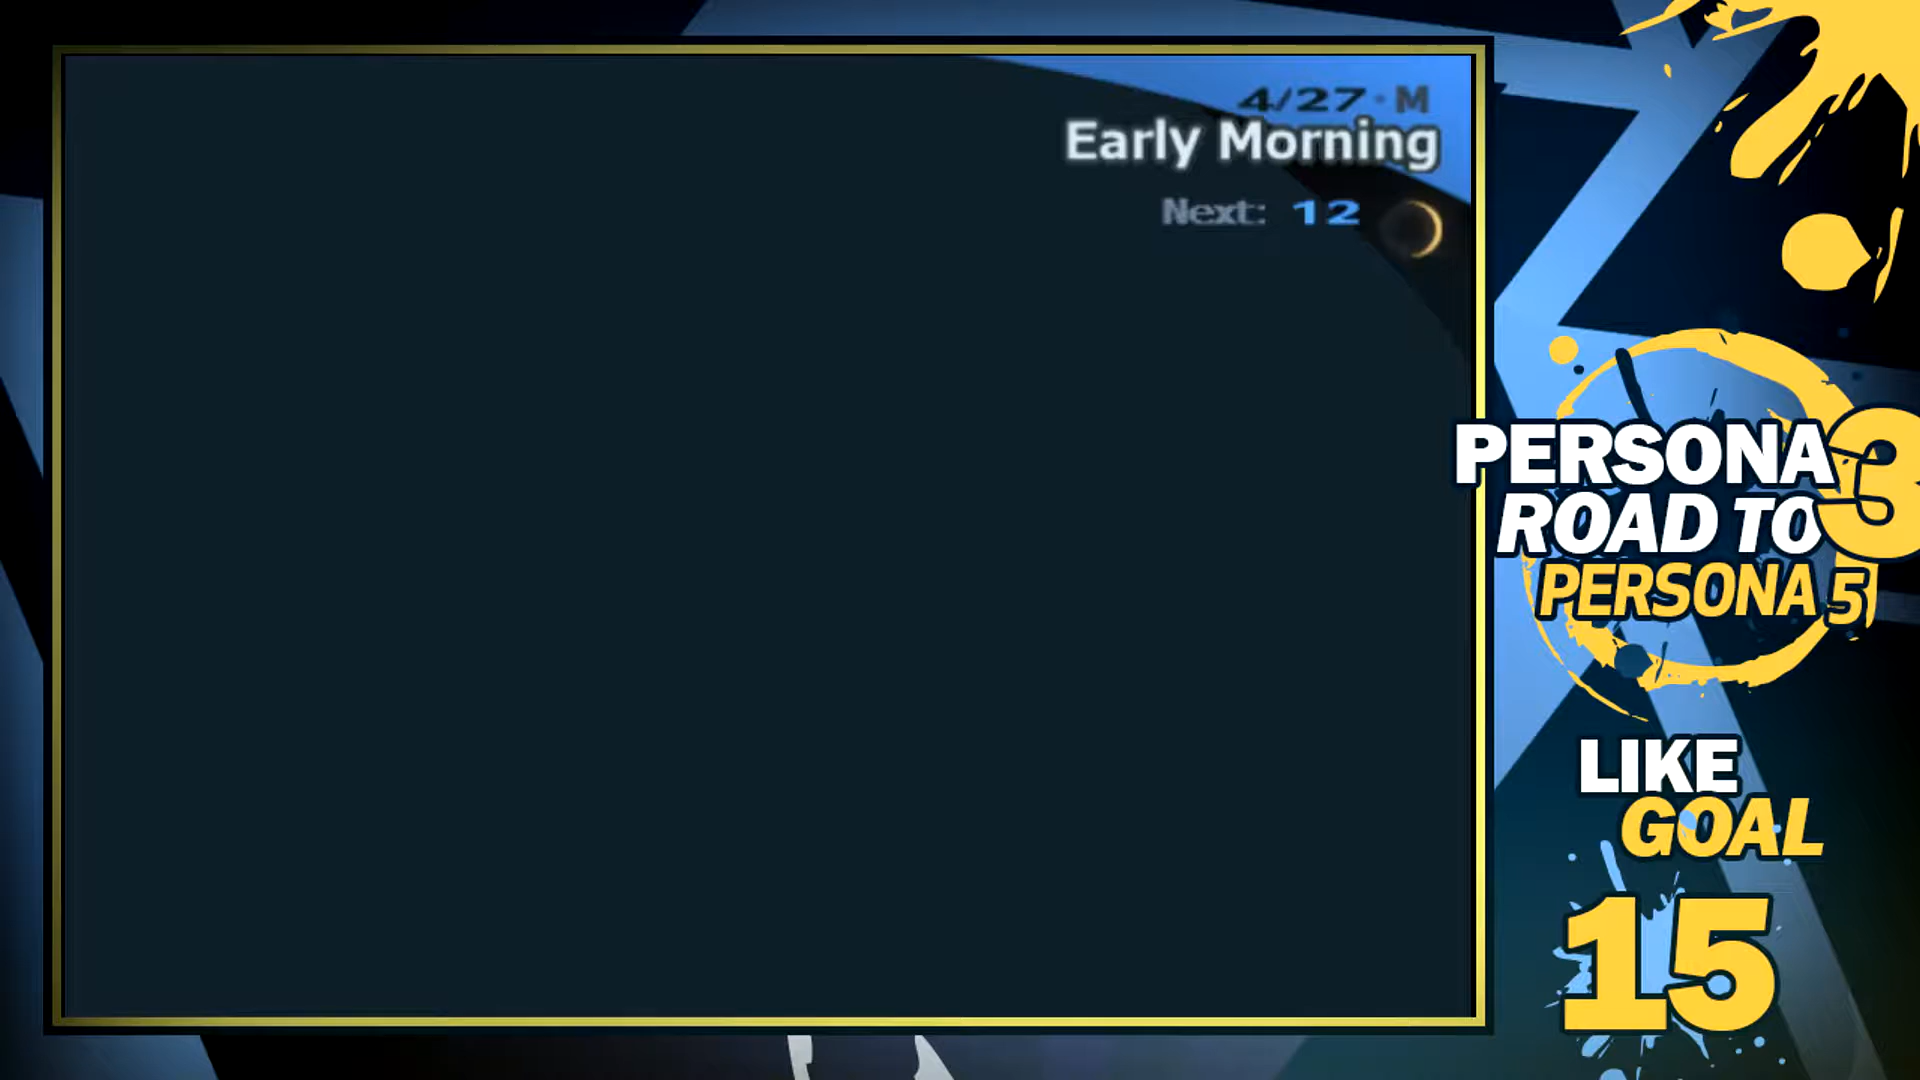 4/27 · M
Early Morning
Next: 12
PERSONA 3
ROAD TO
PERSONA 5
LIKE
GOAL
15